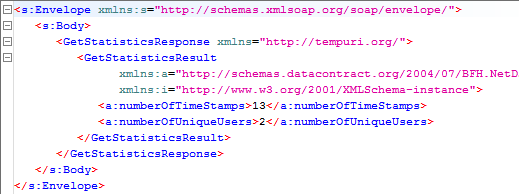 <s:Envelope xmlns:s="http://schemas.xmlsoap.org/soap/envelope/">
<s:Body>
<GetStatisticsResponse xmlns="http://tempuri.org/">
<GetStatisticsResult
xmlns:a="http://schemas.datacontract.org/2004/07/BFH.NetD
xmlns:i="http://www.w3.org/2001/XMLSchema-instance">
<a:numberOfTimeStamps>13</a:numberOfTimeStamps>
<a:numberOfUniqueUsers>2</a:numberOfUniqueUsers>
</GetStatisticsResult>
</GetStatisticsResponse>
</s:Body>
</s:Envelope>